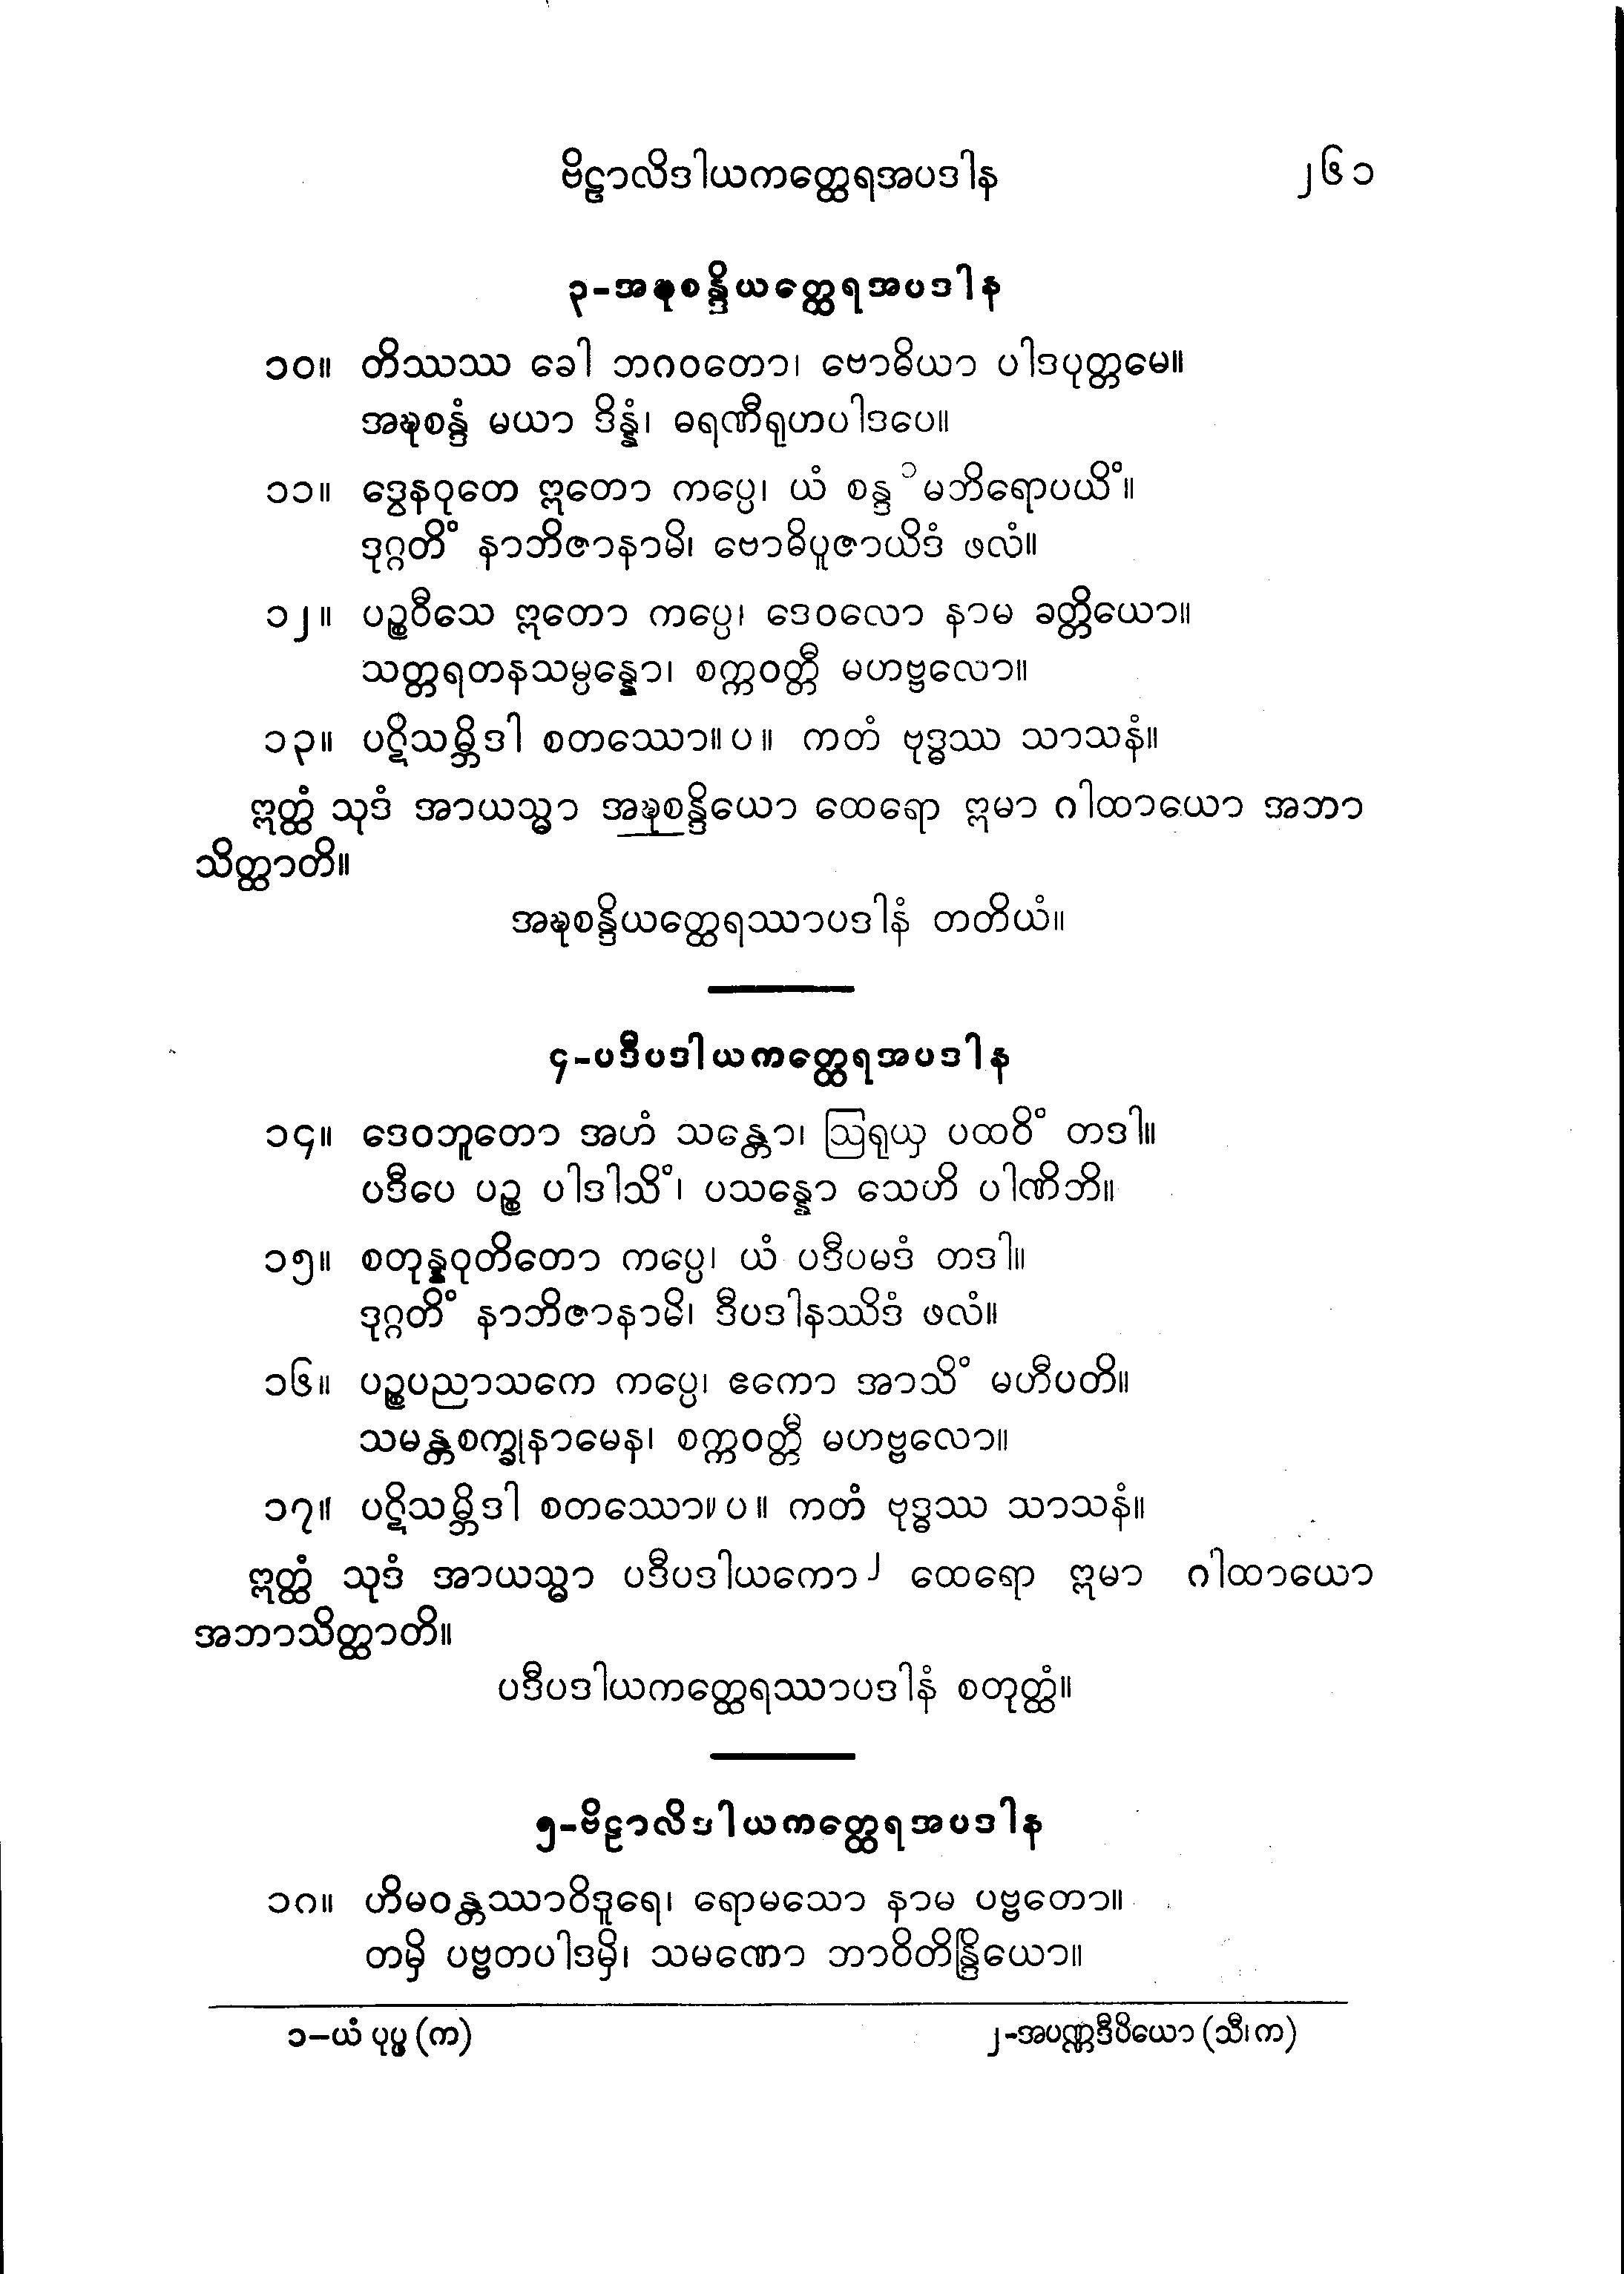 ဗိဠာလိဒါယကတ္ထေရအပဒါန ၂၆၁
၃-အဍ္ဎစန္ဒိယတ္ထေရအပဒါန
၁၀။ တိဿဿ ခေါ ဘဂဝတော၊ ဗောဓိယာ ပါဒပုတ္တမေ။
အဍ္ဎစန္ဒံ မယာ ဒိန္နံ၊ ဓရဏီရုဟပါဒပေ။
၁၁။ ဒွေနဝုတေ ဣတော ကပ္ပေ၊ ယံ စန္ဒ ၁ မဘိရောပယိံ။
ဒုဂ္ဂတိံ နာဘိဇာနာမိ၊ ဗောဓိပူဇာယိဒံ ဖလံ။
၁၂။ ပဉ္စဝီသေ ဣတော ကပ္ပေ၊ ဒေဝလော နာမ ခတ္တိယော။
သတ္တရတနသမ္ပန္နော၊ စက္ကဝတ္တီ မဟဗ္ဗလော။
၁၃။ ပဋိသမ္ဘိဒါ စတဿော။ပ။ ကတံ ဗုဒ္ဓဿ သာသနံ။
ဣတ္ထံ သုဒံ အာယသ္မာ အဍ္ဎစန္ဒိယော ထေရော ဣမာ ဂါထာယော အဘာ
သိတ္ထာတိ။
အဍ္ဎစန္ဒိယတ္ထေရဿာပဒါနံ တတိယံ။
၄-ပဒီပဒါယကတ္ထေရအပဒါန
၁၄။ ဒေဝဘူတော အဟံ သန္တော၊ ဩရုယှ ပထဝိံ တဒါ။
ပဒီပေ ပဉ္စ ပါဒါသိံ၊ ပသန္နော သေဟိ ပါဏိဘိ။
၁၅။ စတုန္နဝုတိတော ကပ္ပေ၊ ယံ ပဒီပမဒံ တဒါ။
ဒုဂ္ဂတိံ နာဘိဇာနာမိ၊ ဒီပဒါနဿိဒံ ဖလံ။
၁၆။ ပဉ္စပညာသကေ ကပ္ပေ၊ ဧကော အာသိံ မဟီပတိ။
သမန္တစက္ခုနာမေန၊ စက္ကဝတ္တီ မဟဗ္ဗလော။
၁၇။ ပဋိသမ္ဘိဒါ စတဿော။ပ။ ကတံ ဗုဒ္ဓဿ သာသနံ။
ဣတ္ထံ သုဒံ အာယသ္မာ ပဒီပဒါယကော ၂ ထေရော ဣမာ ဂါထာယော
အဘာသိတ္ထာတိ။
ပဒီပဒါယကတ္ထေရဿာပဒါနံ စတုတ္ထံ။
၅-ဗိဠာလိဒါယကတ္ထေရအပဒါန
၁၈။ ဟိမဝန္တဿာဝိဒူရေ၊ ရောမသော နာမ ပဗ္ဗတော။
တမှိ ပဗ္ဗတပါဒမှိ၊ သမဏော ဘာဝိတိန္ဒြိယော။
၁–ယံ ပုပ္ဖ (က) ၂-အပဏ္ဏဒီပိယော (သီ၊က)